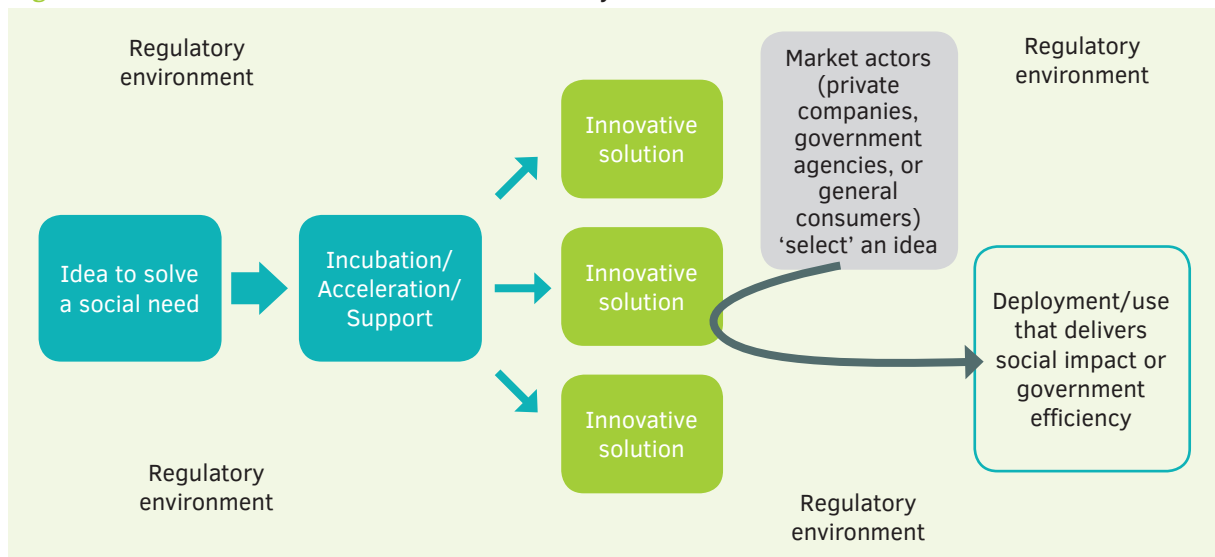 Regulatory
environment
Idea to solve
a social need
Incubation/
Acceleration/
Support
Innovative
solution
Innovative
solution
Innovative
solution
Market actors
(private
companies,
government
agencies, or
general
consumers)
‘select’ an idea
Regulatory
environment
Deployment/use
that delivers
social impact or
government
efficiency
Regulatory
environment
Regulatory
environment